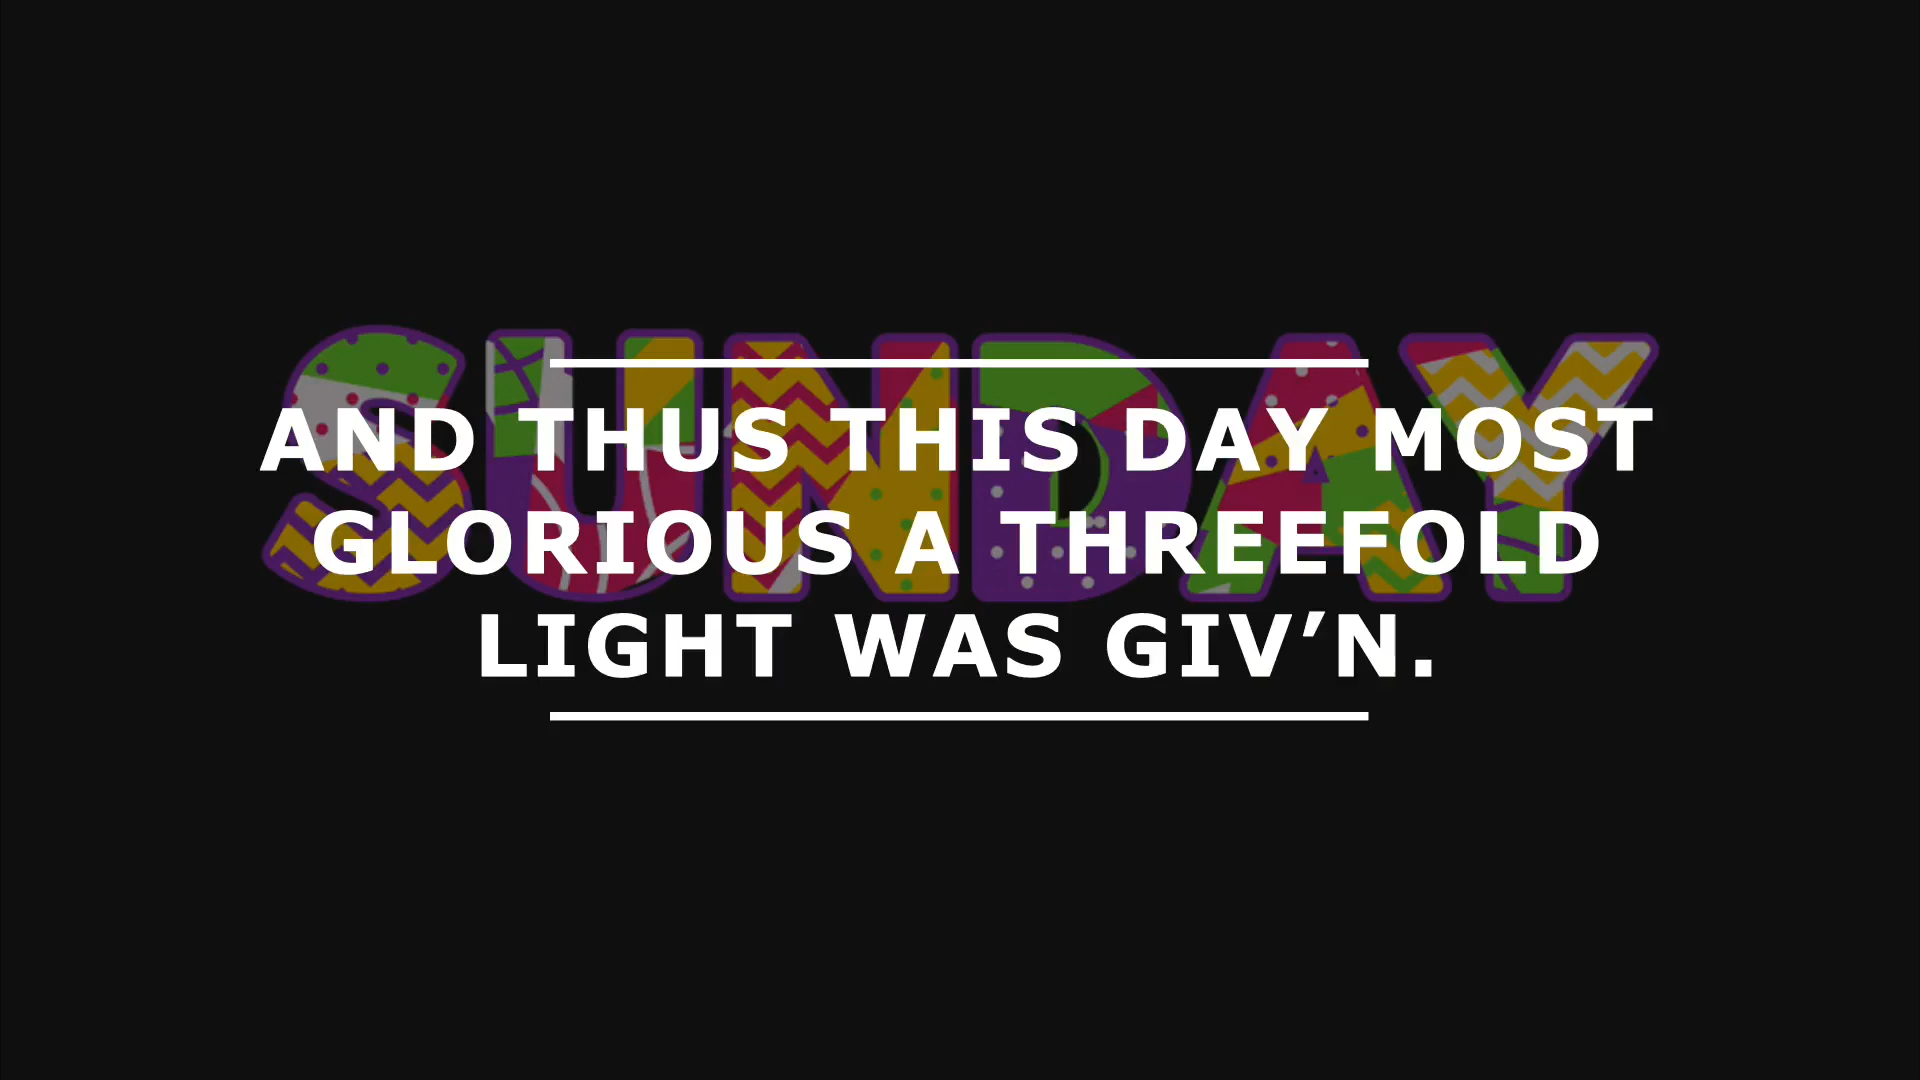 SUNDAY
AND THUS THIS DAY MOST
GLORIOUS A THREEFOLD
LIGHT WAS GIV’N.